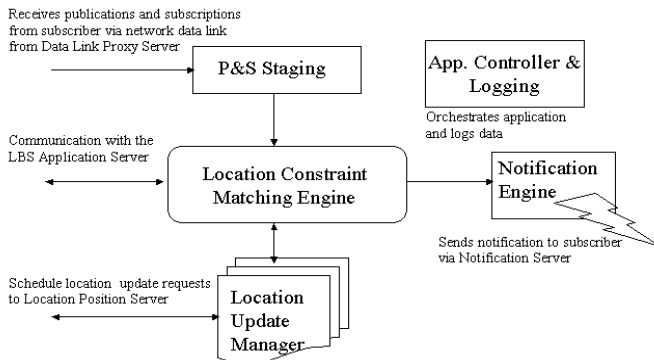 Receives publications and subscriptions
from subscriber via network data link
from Data Link Proxy Server
P&S Staging
App. Controller &
Logging
Orchestrates application
and logs data
Communication with the
LBS Application Server
Location Constraint
Matching Engine
Notification
Engine
Sends notification to subscriber
via Notification Server
Schedule location update requests
to Location Position Server
Location
Update
Manager